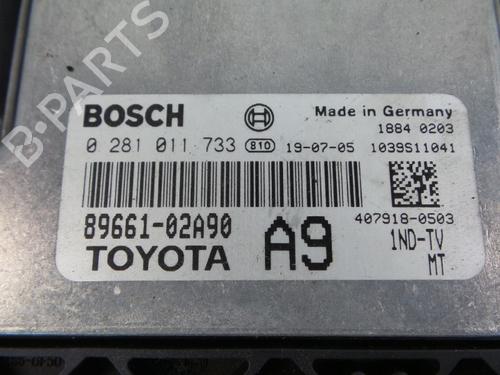 B-PARTS
BOSCH
Made in Germany
1884 0203
0 281 011 733 810 19-07-05 1039S11041
407918-0503
89661-02A90
TOYOTA
A9
1ND-TV
MT